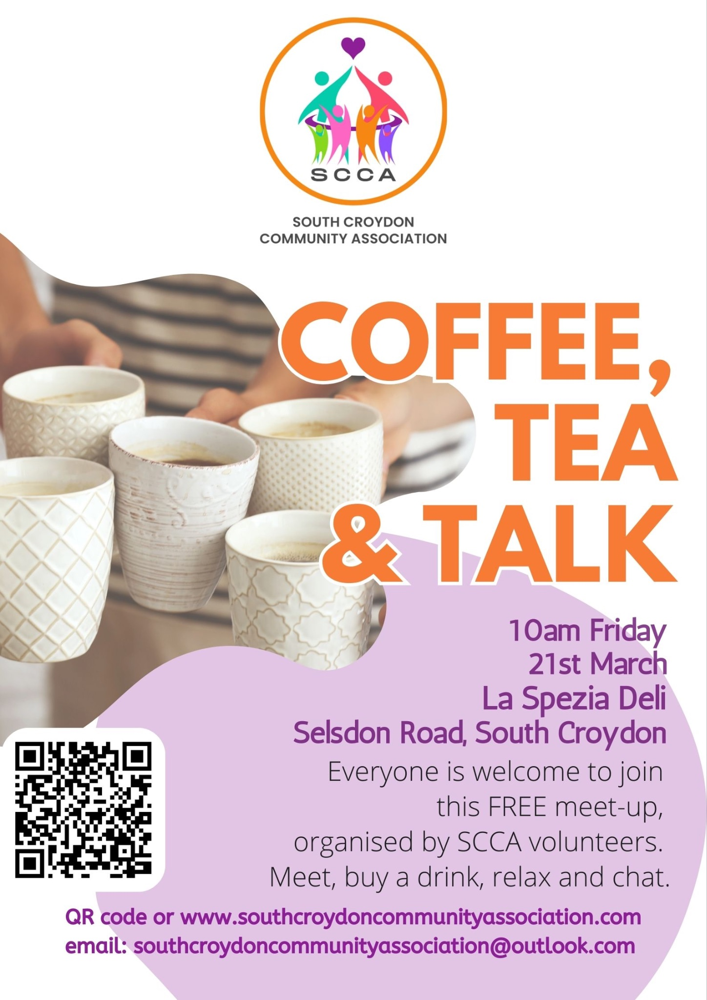 SCCA
SOUTH CROYDON
COMMUNITY ASSOCIATION
COFFEE,
TEA
& TALK
10am Friday
21st March
La Spezia Deli
Selsdon Road, South Croydon
Everyone is welcome to join
this FREE meet-up,
organised by SCCA volunteers.
Meet, buy a drink, relax and chat.
QR code or www.southcroydoncommunityassociation.com
email: southcroydoncommunityassociation@outlook.com